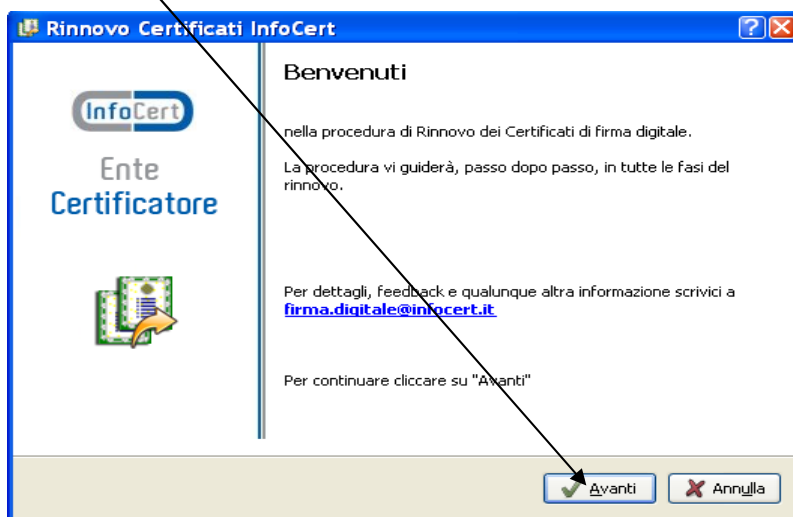 Rinnovo Certificati InfoCert
Benvenuti
InfoCert
Ente
Certificatore
nella procedura di Rinnovo dei Certificati di firma digitale.
La procedura vi guiderà, passo dopo passo, in tutte le fasi del
rinnovo.
Per dettagli, feedback e qualunque altra informazione scrivici a
firma.digitale@infocert.it
Per continuare cliccare su "Avanti"
Avanti
Annulla